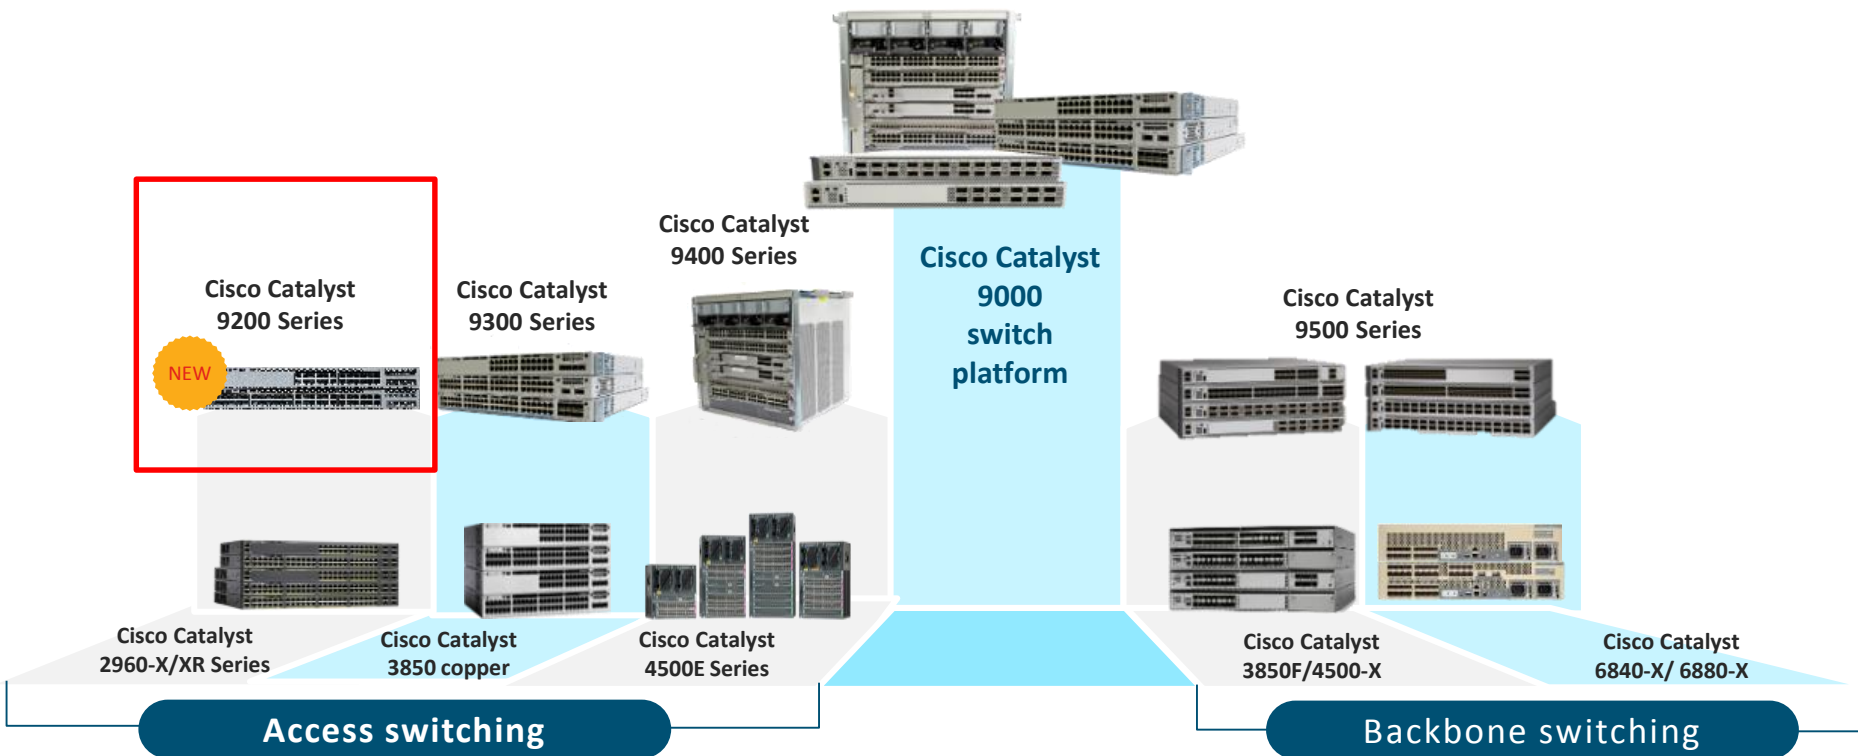 Cisco Catalyst
9200 Series
NEW
Cisco Catalyst
9300 Series
Cisco Catalyst
9400 Series
Cisco Catalyst
9000
switch
platform
Cisco Catalyst
9500 Series
Cisco Catalyst
2960-X/XR Series
Cisco Catalyst
3850 copper
Cisco Catalyst
4500E Series
Cisco Catalyst
3850F/4500-X
Cisco Catalyst
6840-X/ 6880-X
Access switching
Backbone switching